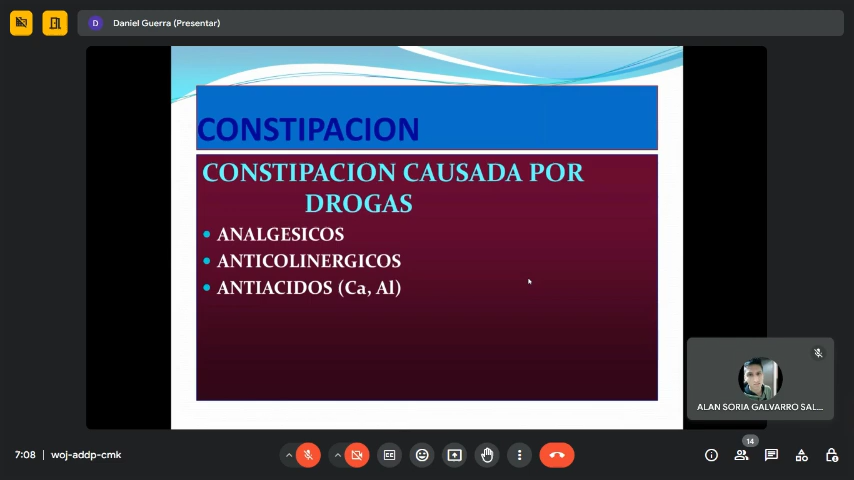 D Daniel Guerra (Presentar)
CONSTIPACION
CONSTIPACION CAUSADA POR
DROGAS
• ANALGESICOS
• ANTICOLINERGICOS
• ANTIACIDOS (Ca, Al)
ALAN SORIA GALVARRO SAL...
14
7:08 | woj-addp-cmk